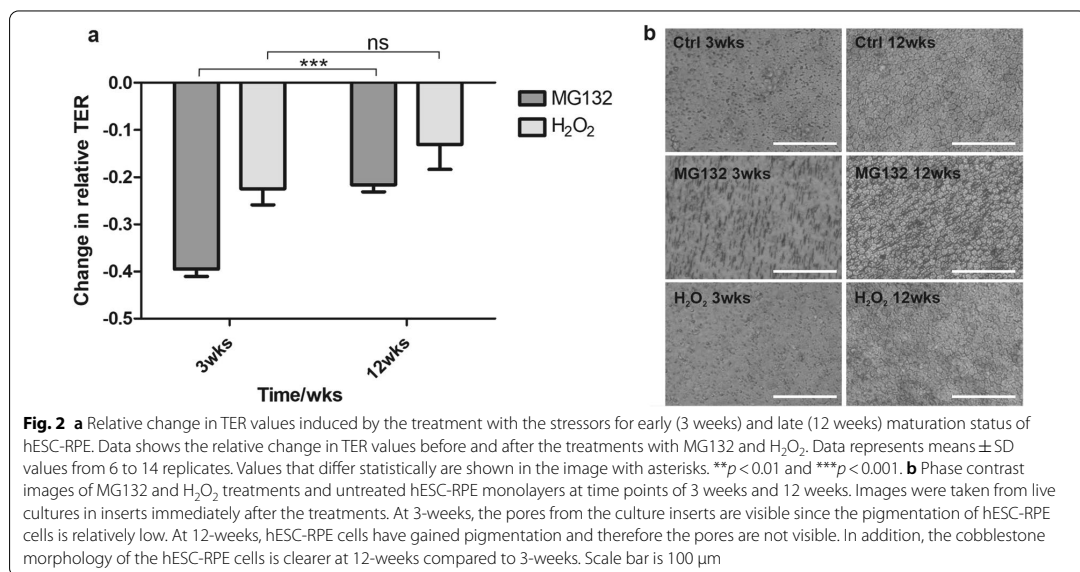 a
ns
***
0.0
-0.1
-0.2
-0.3
-0.4
-0.5
Change in relative TER
3wks
12wks
Time/wks
MG132
H₂O₂
b
Ctrl 3wks
Ctrl 12wks
MG132 3wks
MG132 12wks
H₂O₂ 3wks
H₂O₂ 12wks
Fig. 2 a Relative change in TER values induced by the treatment with the stressors for early (3 weeks) and late (12 weeks) maturation status of
hESC-RPE. Data shows the relative change in TER values before and after the treatments with MG132 and H₂O₂. Data represents means ± SD
values from 6 to 14 replicates. Values that differ statistically are shown in the image with asterisks. **p < 0.01 and ***p < 0.001. b Phase contrast
images of MG132 and H₂O₂ treatments and untreated hESC-RPE monolayers at time points of 3 weeks and 12 weeks. Images were taken from live
cultures in inserts immediately after the treatments. At 3-weeks, the pores from the culture inserts are visible since the pigmentation of hESC-RPE
cells is relatively low. At 12-weeks, hESC-RPE cells have gained pigmentation and therefore the pores are not visible. In addition, the cobblestone
morphology of the hESC-RPE cells is clearer at 12-weeks compared to 3-weeks. Scale bar is 100 µm